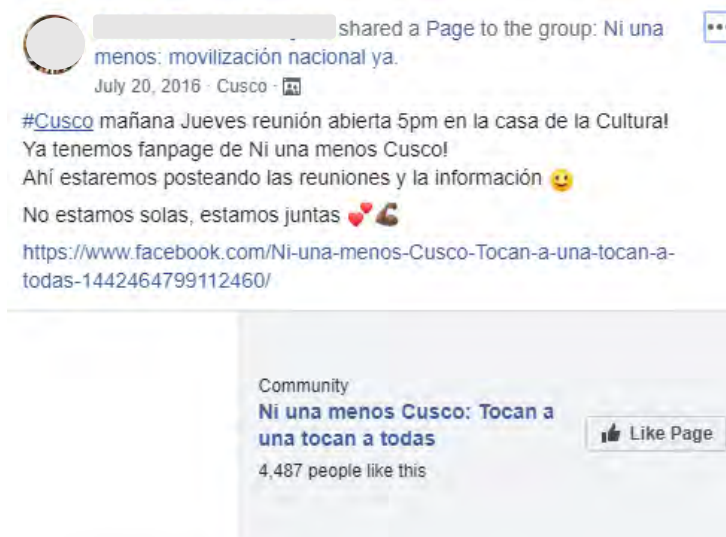 shared a Page to the group: Ni una
menos: movilización nacional ya.
July 20, 2016 · Cusco ·
#Cusco mañana Jueves reunión abierta 5pm en la casa de la Cultura!
Ya tenemos fanpage de Ni una menos Cusco!
Ahí estaremos posteando las reuniones y la información 🙂
No estamos solas, estamos juntas 💕💪🏿
https://www.facebook.com/Ni-una-menos-Cusco-Tocan-a-una-tocan-a-
todas-1442464799112460/
Community
Ni una menos Cusco: Tocan a
una tocan a todas
Like Page
4,487 people like this